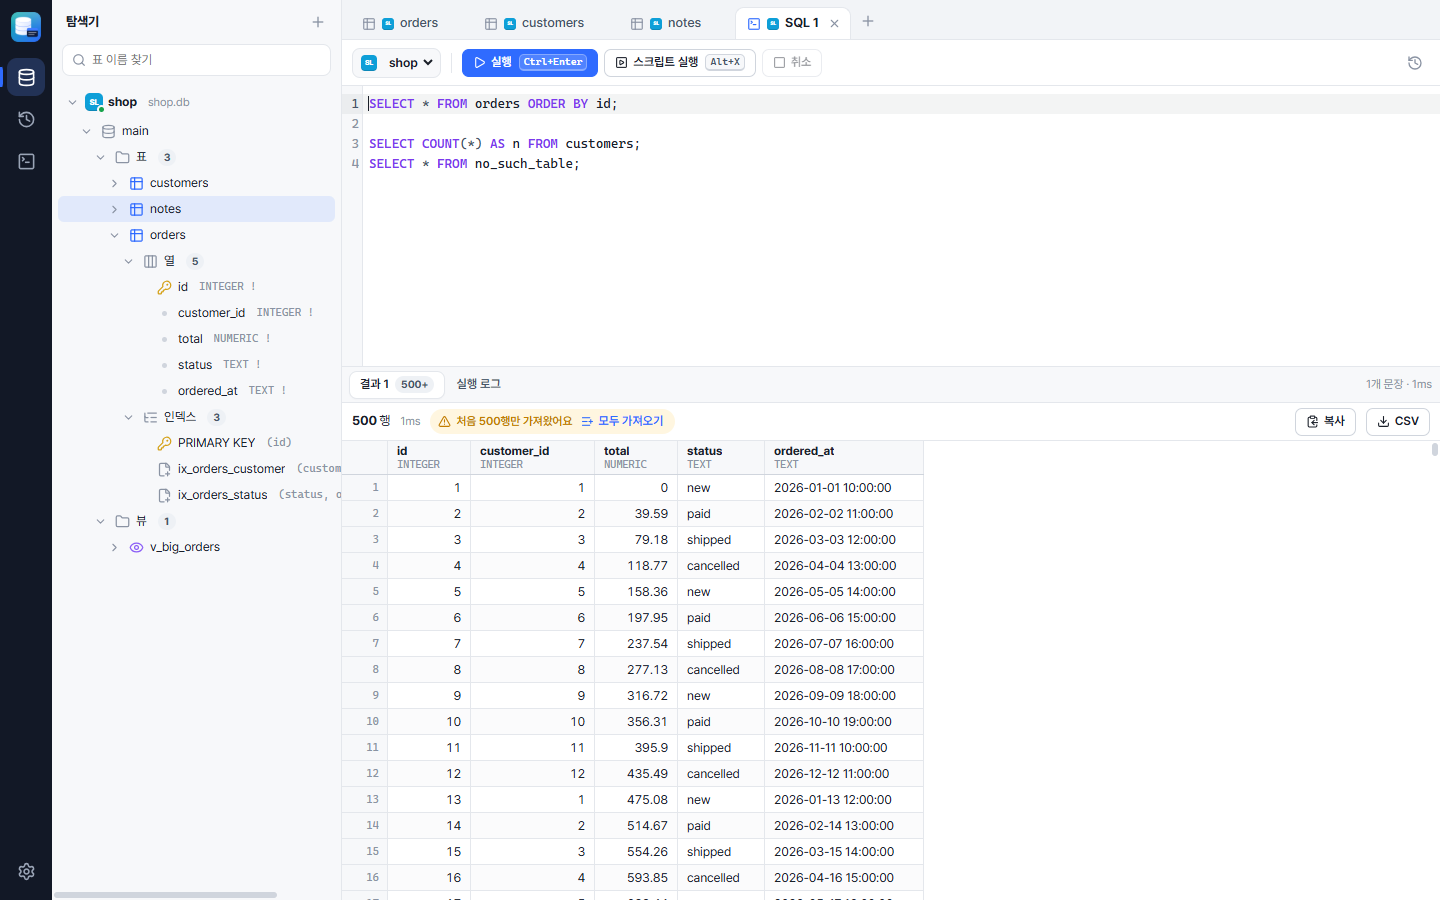 탐색기
표 이름 찾기
SL shop shop.db
main
표 3
customers
notes
orders
열 5
id INTEGER !
customer_id INTEGER !
total NUMERIC !
status TEXT !
ordered_at TEXT !
인덱스 3
PRIMARY KEY (id)
ix_orders_customer (custom
ix_orders_status (status, o
뷰 1
v_big_orders
SL orders SL customers SL notes SL SQL 1
SL shop 실행 Ctrl+Enter 스크립트 실행 Alt+X 취소
1 SELECT * FROM orders ORDER BY id;
2
3 SELECT COUNT(*) AS n FROM customers;
4 SELECT * FROM no_such_table;
결과 1 500+ 실행 로그 1개 문장 · 1ms
500 행 1ms 처음 500행만 가져왔어요 모두 가져오기 복사 CSV
id customer_id total status ordered_at
INTEGER INTEGER NUMERIC TEXT TEXT
1 1 1 0 new 2026-01-01 10:00:00
2 2 2 39.59 paid 2026-02-02 11:00:00
3 3 3 79.18 shipped 2026-03-03 12:00:00
4 4 4 118.77 cancelled 2026-04-04 13:00:00
5 5 5 158.36 new 2026-05-05 14:00:00
6 6 6 197.95 paid 2026-06-06 15:00:00
7 7 7 237.54 shipped 2026-07-07 16:00:00
8 8 8 277.13 cancelled 2026-08-08 17:00:00
9 9 9 316.72 new 2026-09-09 18:00:00
10 10 10 356.31 paid 2026-10-10 19:00:00
11 11 11 395.9 shipped 2026-11-11 10:00:00
12 12 12 435.49 cancelled 2026-12-12 11:00:00
13 13 1 475.08 new 2026-01-13 12:00:00
14 14 2 514.67 paid 2026-02-14 13:00:00
15 15 3 554.26 shipped 2026-03-15 14:00:00
16 16 4 593.85 cancelled 2026-04-16 15:00:00